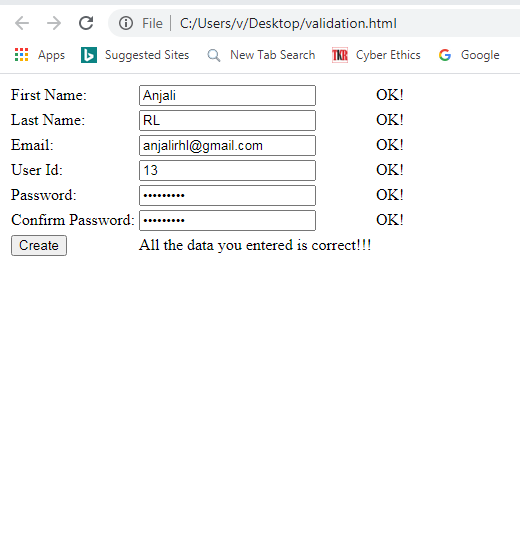 File | C:/Users/v/Desktop/validation.html
Apps Suggested Sites New Tab Search TKR Cyber Ethics Google
First Name: Anjali OK!
Last Name: RL OK!
Email: anjalirhl@gmail.com OK!
User Id: 13 OK!
Password: ••••••••• OK!
Confirm Password: ••••••••• OK!
Create All the data you entered is correct!!!